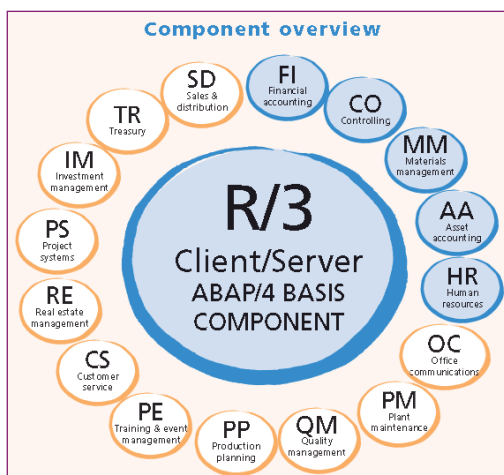 Component overview
SD
Sales &
distribution
FI
Financial
accounting
CO
Controlling
MM
Materials
management
AA
Asset
accounting
HR
Human
resources
OC
Office
communications
PM
Plant
maintenance
QM
Quality
management
PP
Production
planning
PE
Training & event
management
CS
Customer
service
RE
Real estate
management
PS
Project
systems
IM
Investment
management
TR
Treasury
R/3
Client/Server
ABAP/4 BASIS
COMPONENT